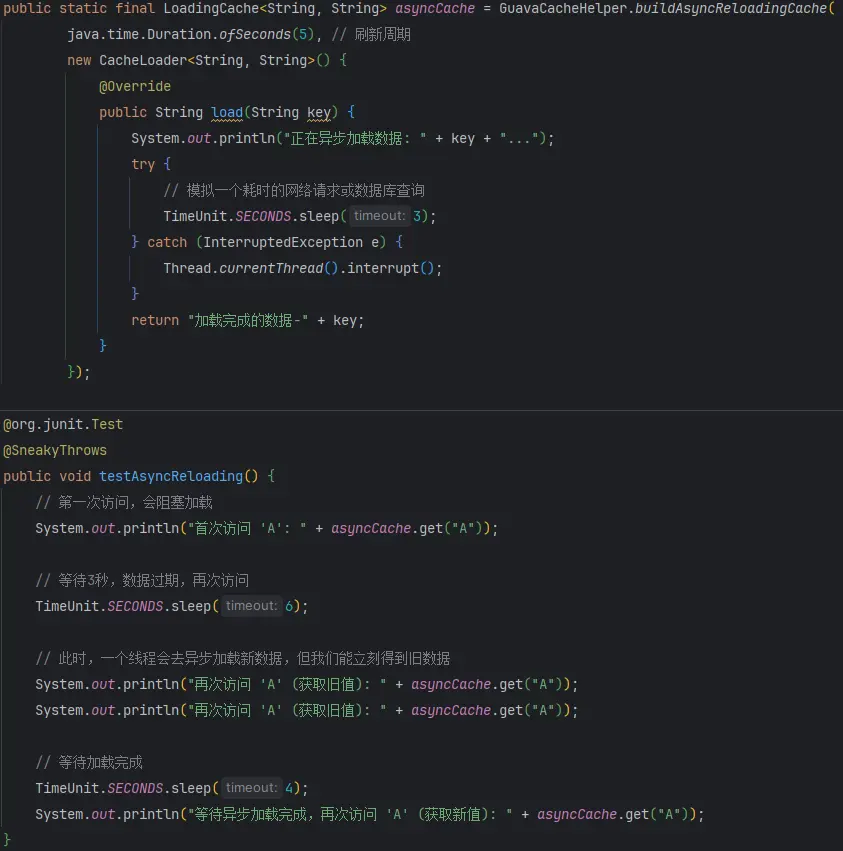 public static final LoadingCache<String, String> asyncCache = GuavaCacheHelper.buildAsyncReloadingCache(
java.time.Duration.ofSeconds(5), // 刷新周期
new CacheLoader<String, String>() {
@Override
public String load(String key) {
System.out.println("正在异步加载数据: " + key + "...");
try {
// 模拟一个耗时的网络请求或数据库查询
TimeUnit.SECONDS.sleep( timeout: 3);
} catch (InterruptedException e) {
Thread.currentThread().interrupt();
}
return "加载完成的数据-" + key;
}
});
@org.junit.Test
@SneakyThrows
public void testAsyncReloading() {
// 第一次访问，会阻塞加载
System.out.println("首次访问 'A': " + asyncCache.get("A"));
// 等待3秒，数据过期，再次访问
TimeUnit.SECONDS.sleep( timeout: 6);
// 此时，一个线程会去异步加载新数据，但我们能立刻得到旧数据
System.out.println("再次访问 'A' (获取旧值): " + asyncCache.get("A"));
System.out.println("再次访问 'A' (获取旧值): " + asyncCache.get("A"));
// 等待加载完成
TimeUnit.SECONDS.sleep( timeout: 4);
System.out.println("等待异步加载完成，再次访问 'A' (获取新值): " + asyncCache.get("A"));
}